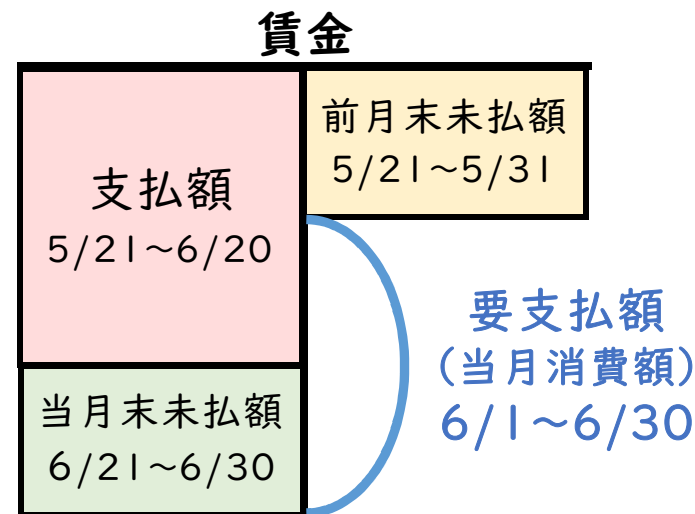 賃金
支払額
5/21～6/20
前月末未払額
5/21～5/31
当月末未払額
6/21～6/30
要支払額
(当月消費額)
6/1～6/30